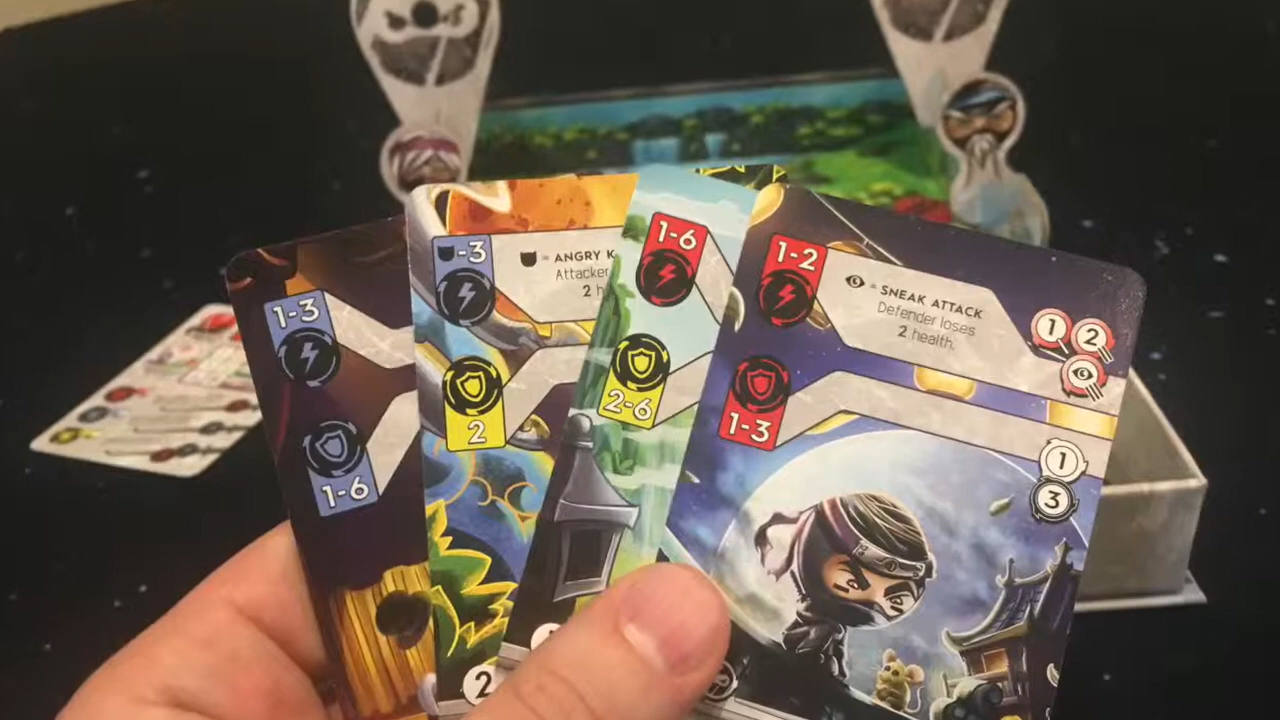 1-3
1-6
-3
= ANGRY K
Attacker
2 h
2
2
1-6
2-6
1-2
= SNEAK ATTACK
Defender loses
2 health.
1 2
1-3
1
3